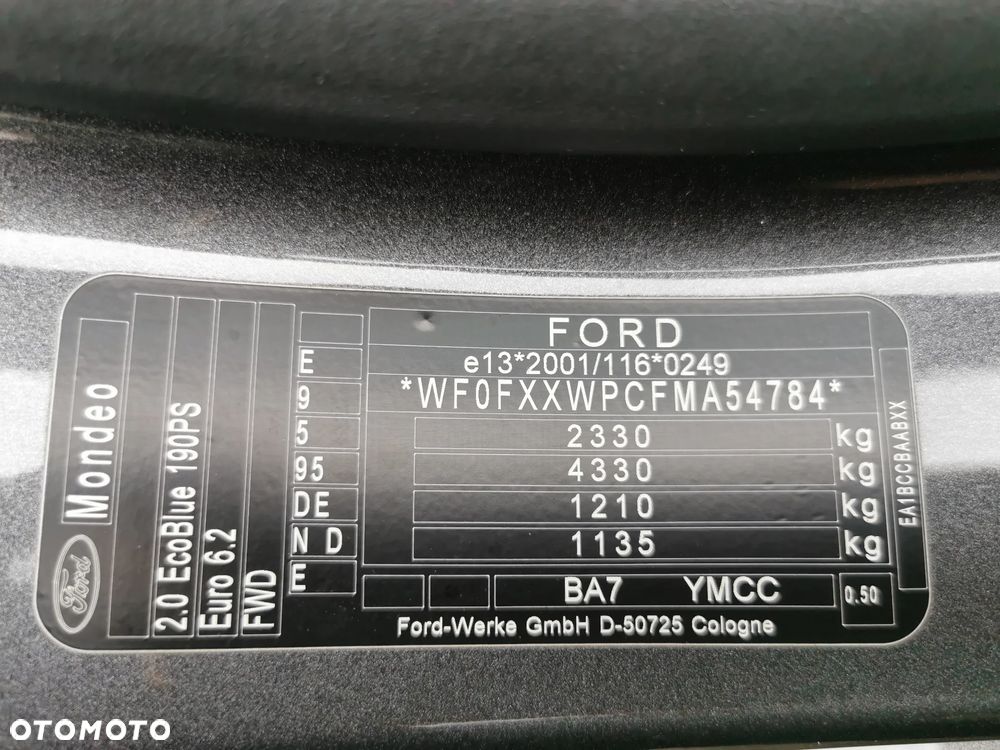 FORD
e13*2001/116*0249
*WF0FXXWPCFMA54784*
2330 kg
4330 kg
1210 kg
1135 kg
BA7 YMCC 0.50
Ford-Werke GmbH D-50725 Cologne
E
9
5
95
DE
N D
E
Mondeo
Ford
2.0 EcoBlue 190PS
Euro 6.2
FWD
EA1BCCBAABXX
OTOMOTO